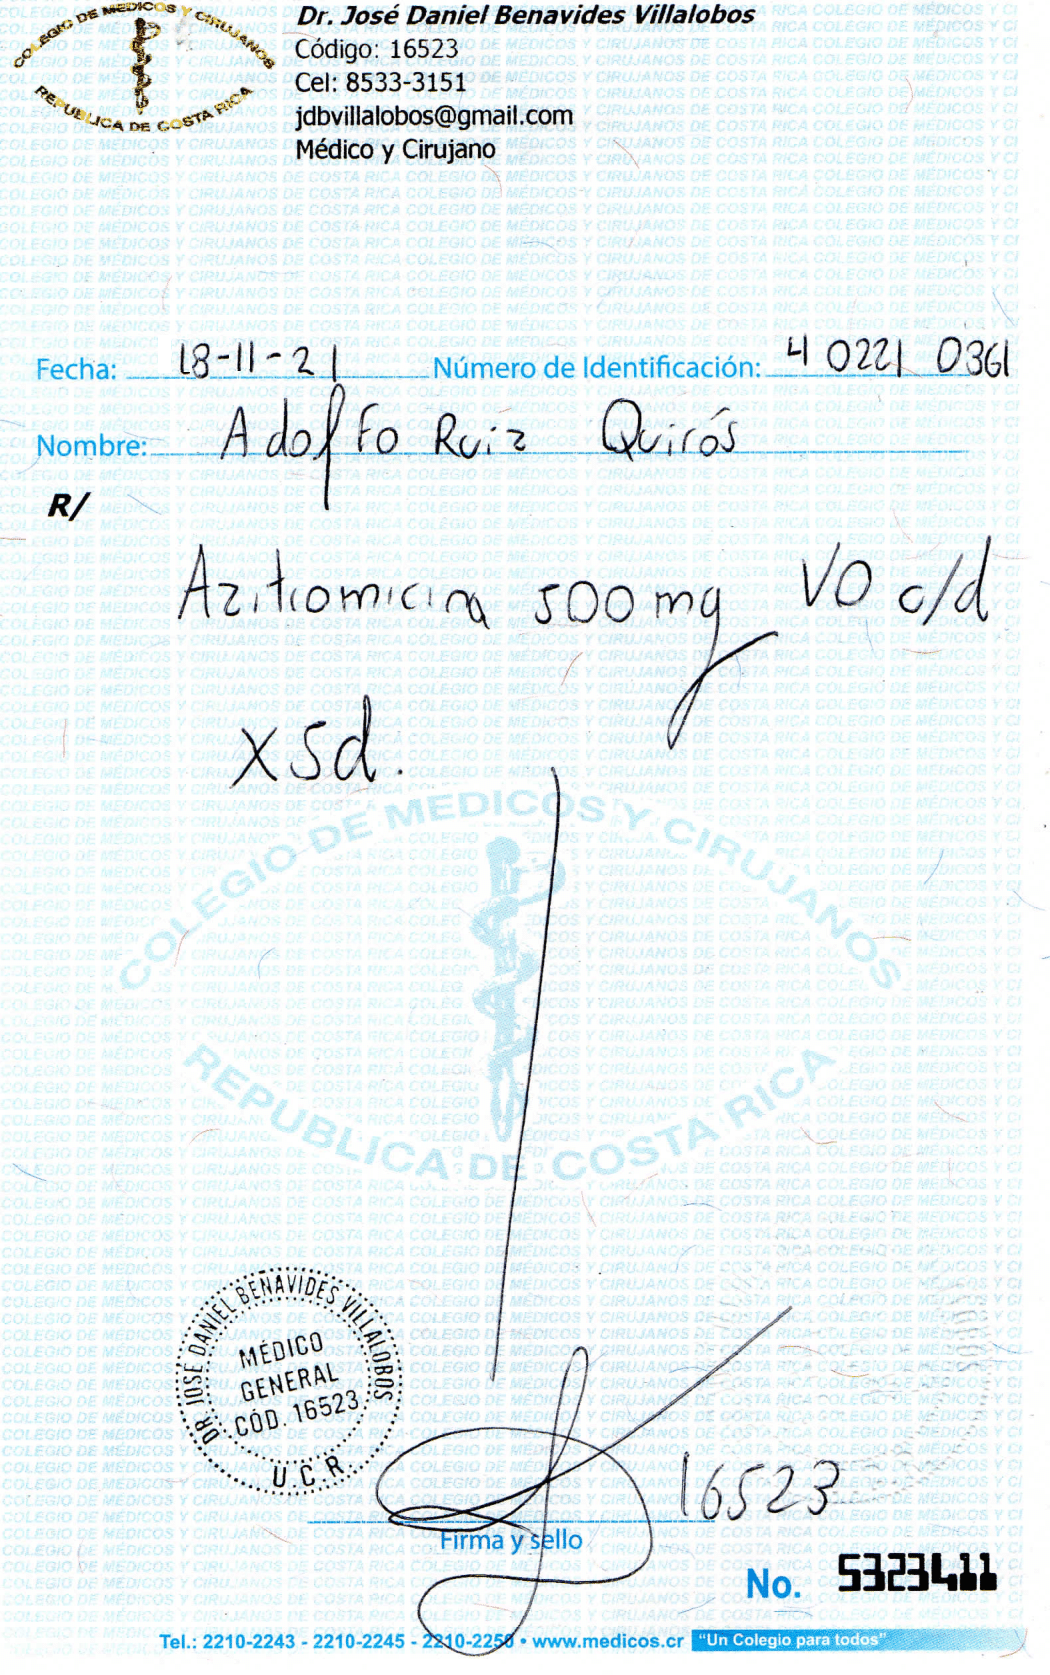 COLEGIO DE MEDICOS Y CIRUJANOS
REPUBLICA DE COSTA RICA
Dr. José Daniel Benavides Villalobos
Código: 16523
Cel: 8533-3151
jdbvillalobos@gmail.com
Médico y Cirujano
Fecha: 18-11-21 Número de Identificación: 4 0221 0361
Nombre: Adolfo Ruiz Quirós
R/
Azitromicina 500 mg VO c/d
x 5d.
COLEGIO DE MEDICOS Y CIRUJANOS
REPUBLICA DE COSTA RICA
DR. JOSE DANIEL BENAVIDES VILLALOBOS
MÉDICO
GENERAL
CÓD. 16523
U.C.R.
16523
Firma y sello
No. 5323411
Tel.: 2210-2243 - 2210-2245 - 2210-2250 • www.medicos.cr "Un Colegio para todos"